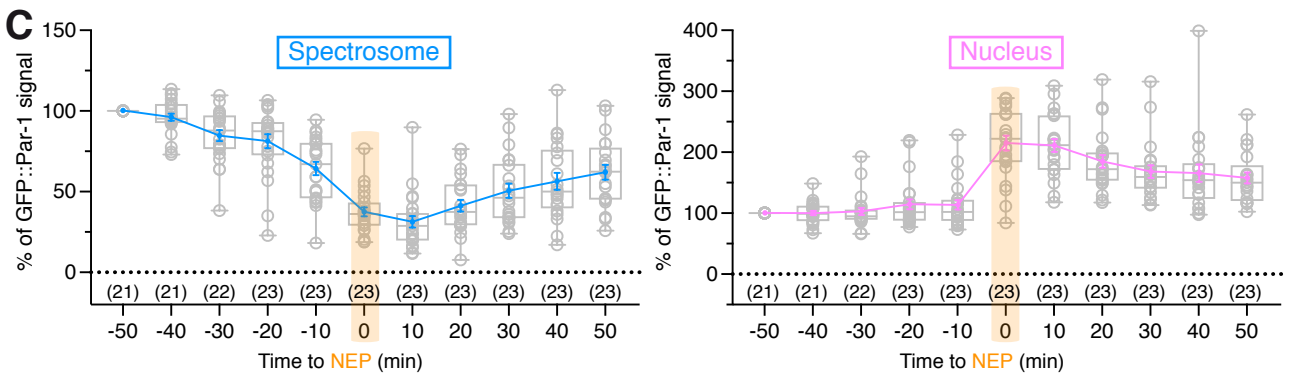 C
% of GFP::Par-1 signal
150
100
50
0
Spectrosome
(21) (21) (22) (23) (23) (23) (23) (23) (23) (23) (23)
-50 -40 -30 -20 -10 0 10 20 30 40 50
Time to NEP (min)
% of GFP::Par-1 signal
400
300
200
100
0
Nucleus
(21) (21) (22) (23) (23) (23) (23) (23) (23) (23) (23)
-50 -40 -30 -20 -10 0 10 20 30 40 50
Time to NEP (min)